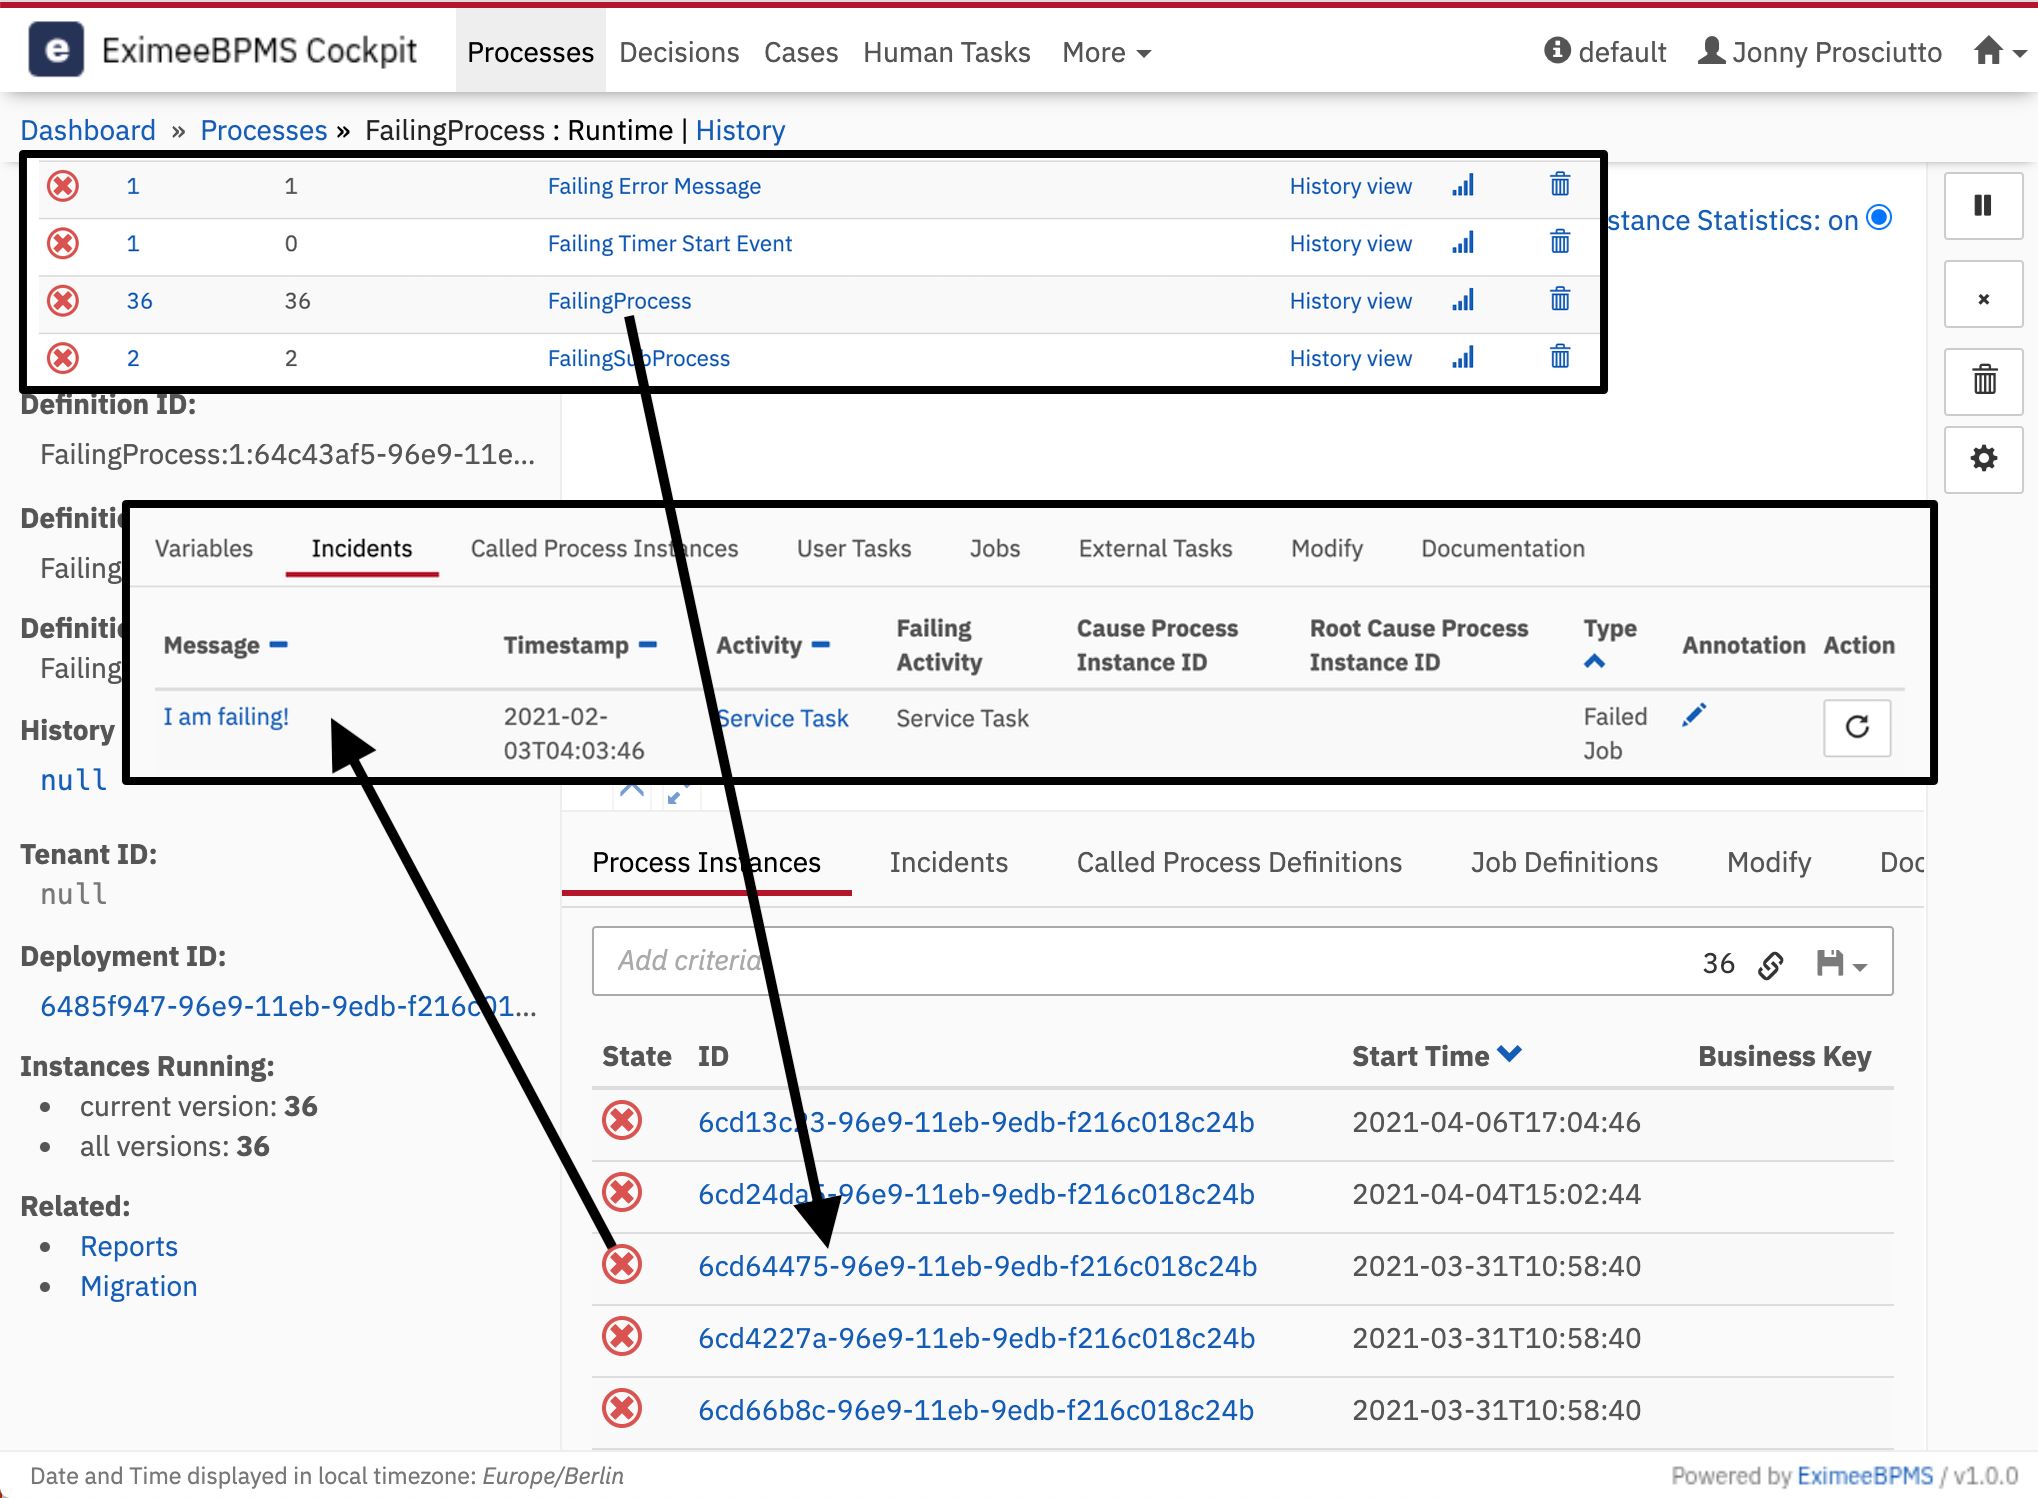 e EximeeBPMS Cockpit Processes Decisions Cases Human Tasks More default Jonny Prosciutto
Dashboard » Processes » FailingProcess : Runtime | History
1 1 Failing Error Message History view
1 0 Failing Timer Start Event History view
36 36 FailingProcess History view
2 2 FailingSubProcess History view
stance Statistics: on
Definition ID:
FailingProcess:1:64c43af5-96e9-11e...
Definitio
Failing
Definitio
Failing
History
null
Tenant ID:
null
Deployment ID:
6485f947-96e9-11eb-9edb-f216c01...
Instances Running:
• current version: 36
• all versions: 36
Related:
• Reports
• Migration
Variables Incidents Called Process Instances User Tasks Jobs External Tasks Modify Documentation
Message Timestamp Activity Failing Activity Cause Process Instance ID Root Cause Process Instance ID Type Annotation Action
I am failing! 2021-02-03T04:03:46 Service Task Service Task Failed Job
Process Instances Incidents Called Process Definitions Job Definitions Modify Doc
Add criteria 36
State ID Start Time Business Key
6cd13c23-96e9-11eb-9edb-f216c018c24b 2021-04-06T17:04:46
6cd24da5-96e9-11eb-9edb-f216c018c24b 2021-04-04T15:02:44
6cd64475-96e9-11eb-9edb-f216c018c24b 2021-03-31T10:58:40
6cd4227a-96e9-11eb-9edb-f216c018c24b 2021-03-31T10:58:40
6cd66b8c-96e9-11eb-9edb-f216c018c24b 2021-03-31T10:58:40
Date and Time displayed in local timezone: Europe/Berlin
Powered by EximeeBPMS / v1.0.0